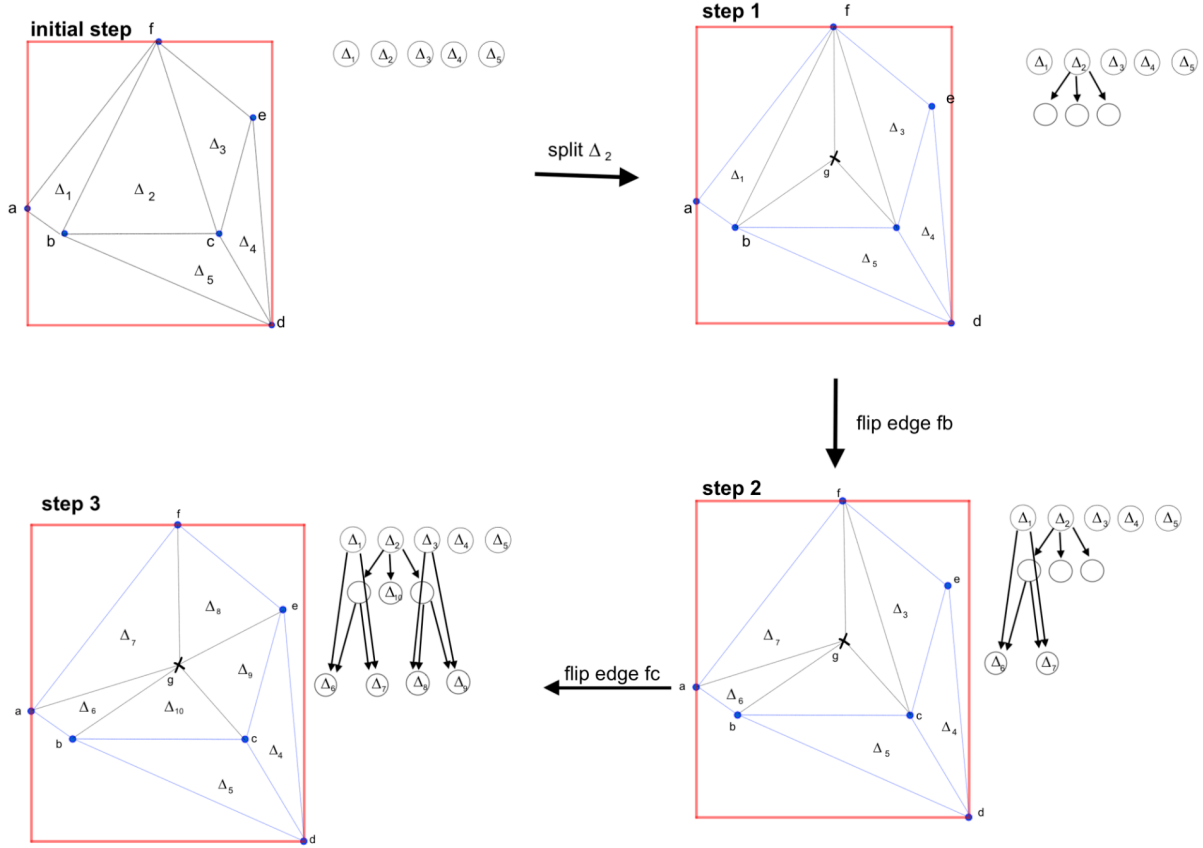 initial step
f
e
Δ3
Δ1
Δ2
a
b
c
Δ4
Δ5
d
Δ1 Δ2 Δ3 Δ4 Δ5
split Δ2
step 1
f
e
Δ3
g
Δ1
a
b
Δ4
Δ5
d
Δ1 Δ2 Δ3 Δ4 Δ5
flip edge fb
step 2
f
e
Δ3
Δ7
g
a
Δ6
b
c
Δ4
Δ5
d
Δ1 Δ2 Δ3 Δ4 Δ5
Δ6 Δ7
flip edge fc
step 3
f
e
Δ8
Δ7
g
Δ9
a
Δ6
Δ10
b
c
Δ4
Δ5
d
Δ1 Δ2 Δ3 Δ4 Δ5
Δ10
Δ6 Δ7 Δ8 Δ9